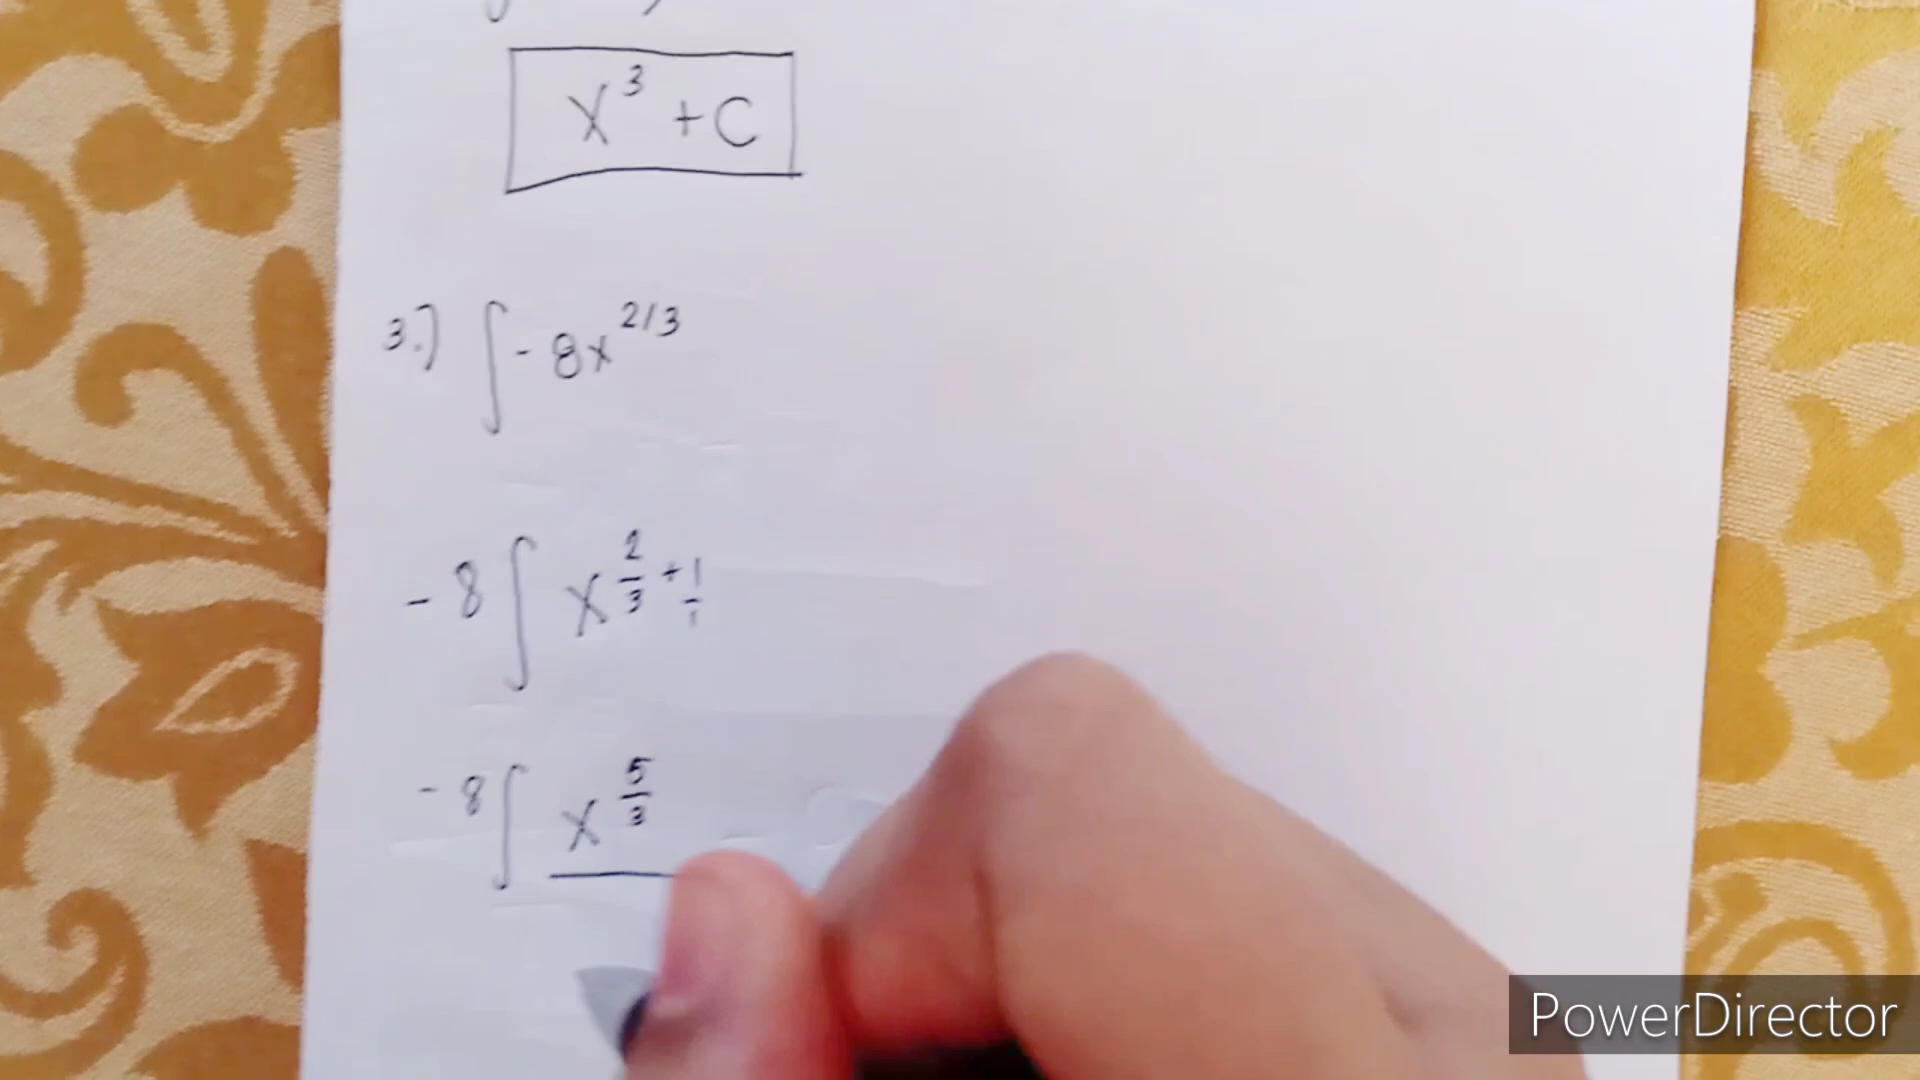 x³ + C
3.) ∫-8x^2/3
-8 ∫ x^(2/3 + 1/1)
-8 ∫ x^(5/3)
PowerDirector